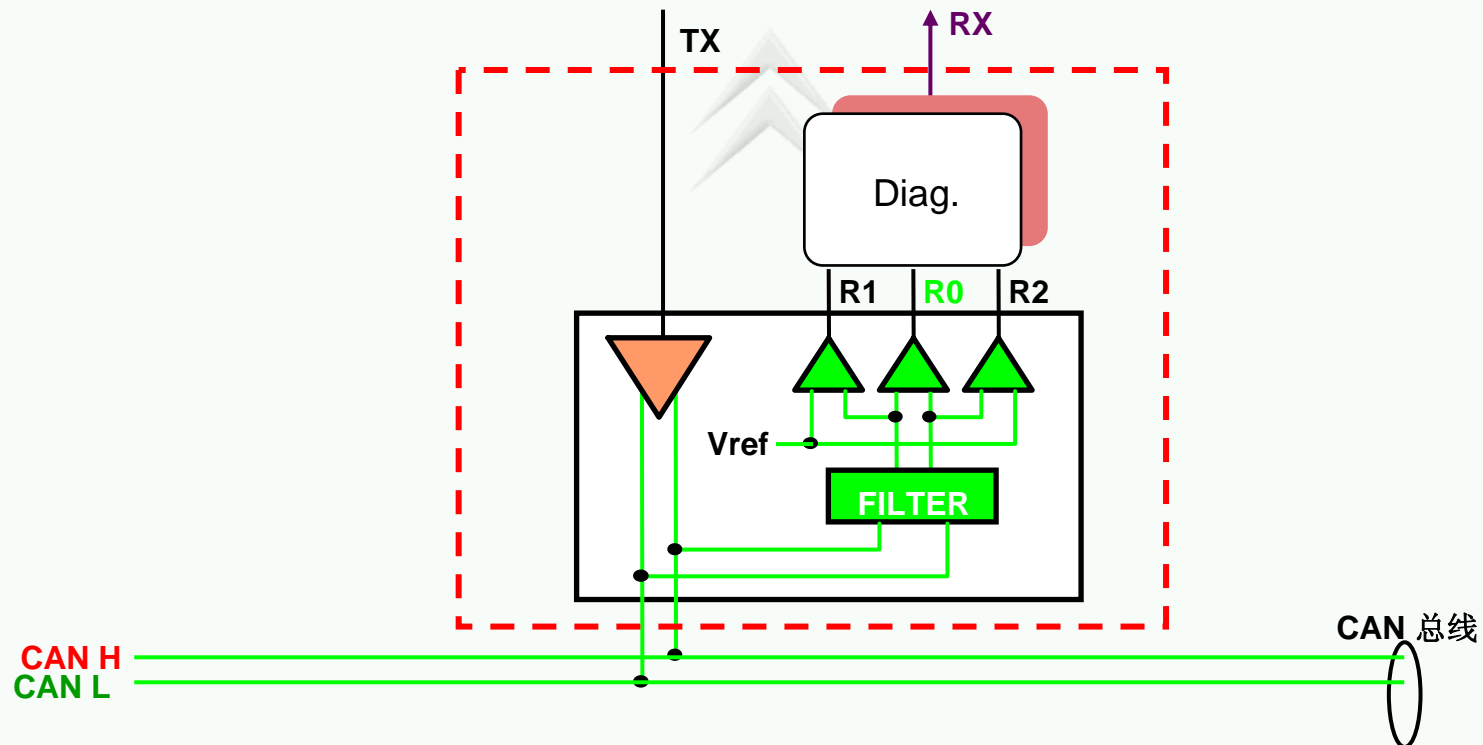 TX
RX
Diag.
R1
R0
R2
Vref
FILTER
CAN 总线
CAN H
CAN L